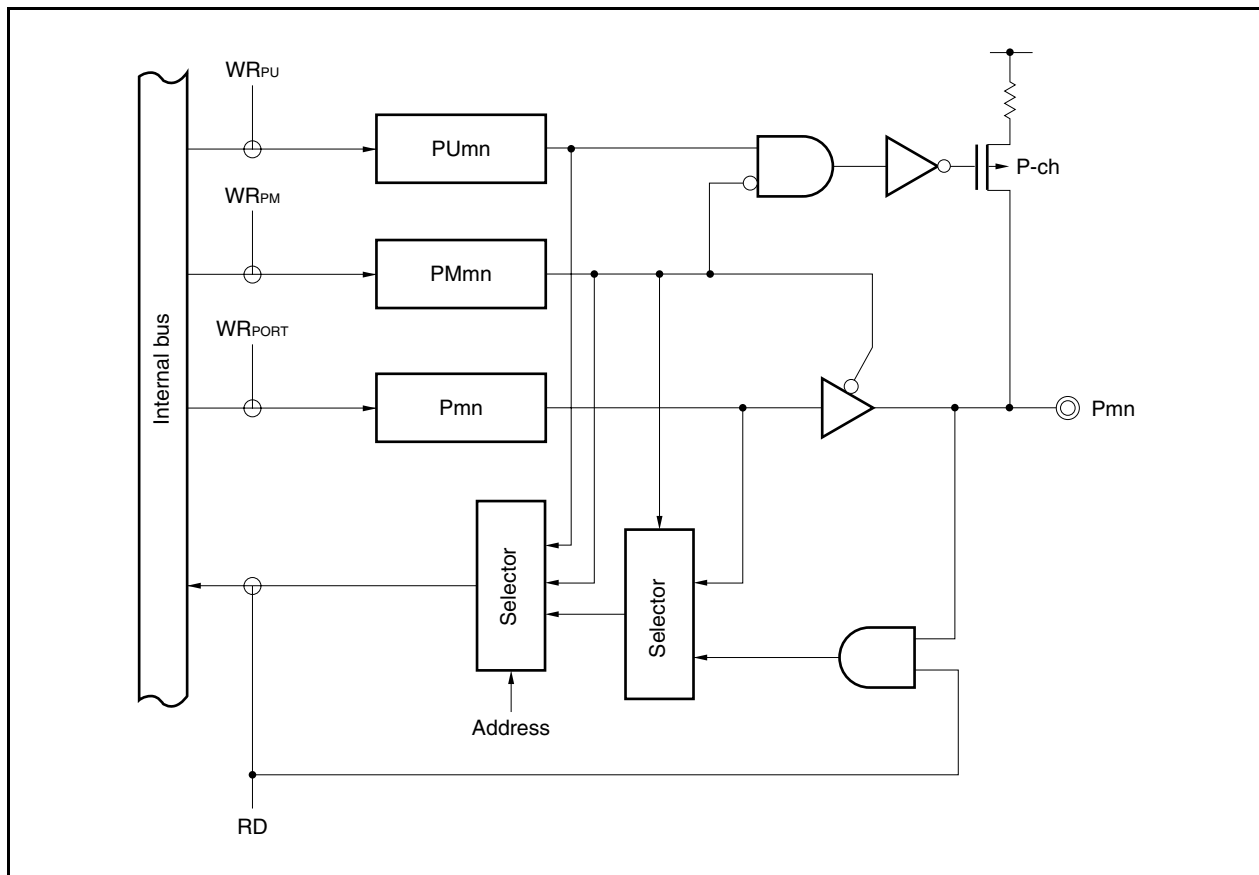 WRPU
PUmn
P-ch
WRPM
PMmn
WRPORT
Internal bus
Pmn
Pmn
Selector
Selector
Address
RD